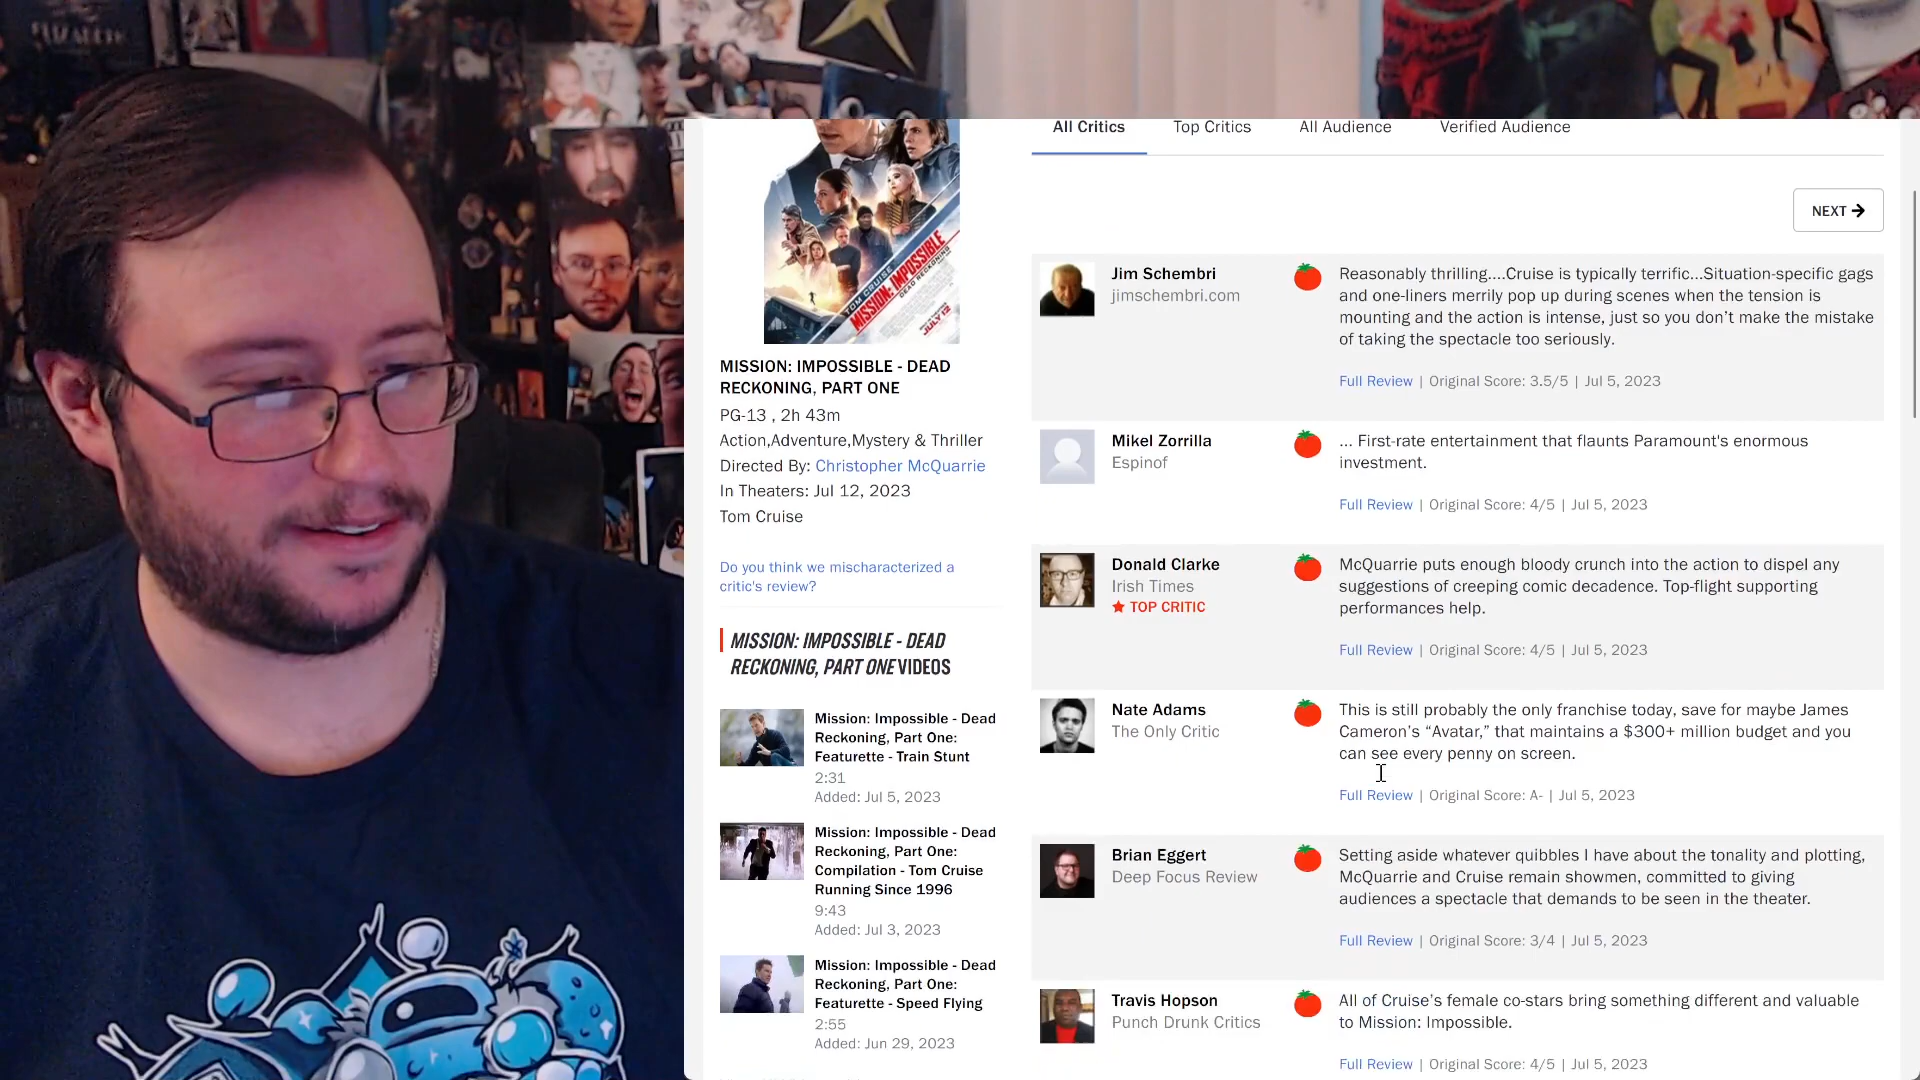 All Critics
Top Critics
All Audience
Verified Audience
NEXT
TOM CRUISE
MISSION: IMPOSSIBLE
DEAD RECKONING
JULY 12
MISSION: IMPOSSIBLE - DEAD
RECKONING, PART ONE
PG-13 , 2h 43m
Action,Adventure,Mystery & Thriller
Directed By: Christopher McQuarrie
In Theaters: Jul 12, 2023
Tom Cruise
Do you think we mischaracterized a
critic's review?
MISSION: IMPOSSIBLE - DEAD
RECKONING, PART ONE VIDEOS
Mission: Impossible - Dead
Reckoning, Part One:
Featurette - Train Stunt
2:31
Added: Jul 5, 2023
Mission: Impossible - Dead
Reckoning, Part One:
Compilation - Tom Cruise
Running Since 1996
9:43
Added: Jul 3, 2023
Mission: Impossible - Dead
Reckoning, Part One:
Featurette - Speed Flying
2:55
Added: Jun 29, 2023
Jim Schembri
jimschembri.com
Reasonably thrilling....Cruise is typically terrific...Situation-specific gags
and one-liners merrily pop up during scenes when the tension is
mounting and the action is intense, just so you don’t make the mistake
of taking the spectacle too seriously.
Full Review | Original Score: 3.5/5 | Jul 5, 2023
Mikel Zorrilla
Espinof
... First-rate entertainment that flaunts Paramount's enormous
investment.
Full Review | Original Score: 4/5 | Jul 5, 2023
Donald Clarke
Irish Times
TOP CRITIC
McQuarrie puts enough bloody crunch into the action to dispel any
suggestions of creeping comic decadence. Top-flight supporting
performances help.
Full Review | Original Score: 4/5 | Jul 5, 2023
Nate Adams
The Only Critic
This is still probably the only franchise today, save for maybe James
Cameron’s “Avatar,” that maintains a $300+ million budget and you
can see every penny on screen.
Full Review | Original Score: A- | Jul 5, 2023
Brian Eggert
Deep Focus Review
Setting aside whatever quibbles I have about the tonality and plotting,
McQuarrie and Cruise remain showmen, committed to giving
audiences a spectacle that demands to be seen in the theater.
Full Review | Original Score: 3/4 | Jul 5, 2023
Travis Hopson
Punch Drunk Critics
All of Cruise’s female co-stars bring something different and valuable
to Mission: Impossible.
Full Review | Original Score: 4/5 | Jul 5, 2023